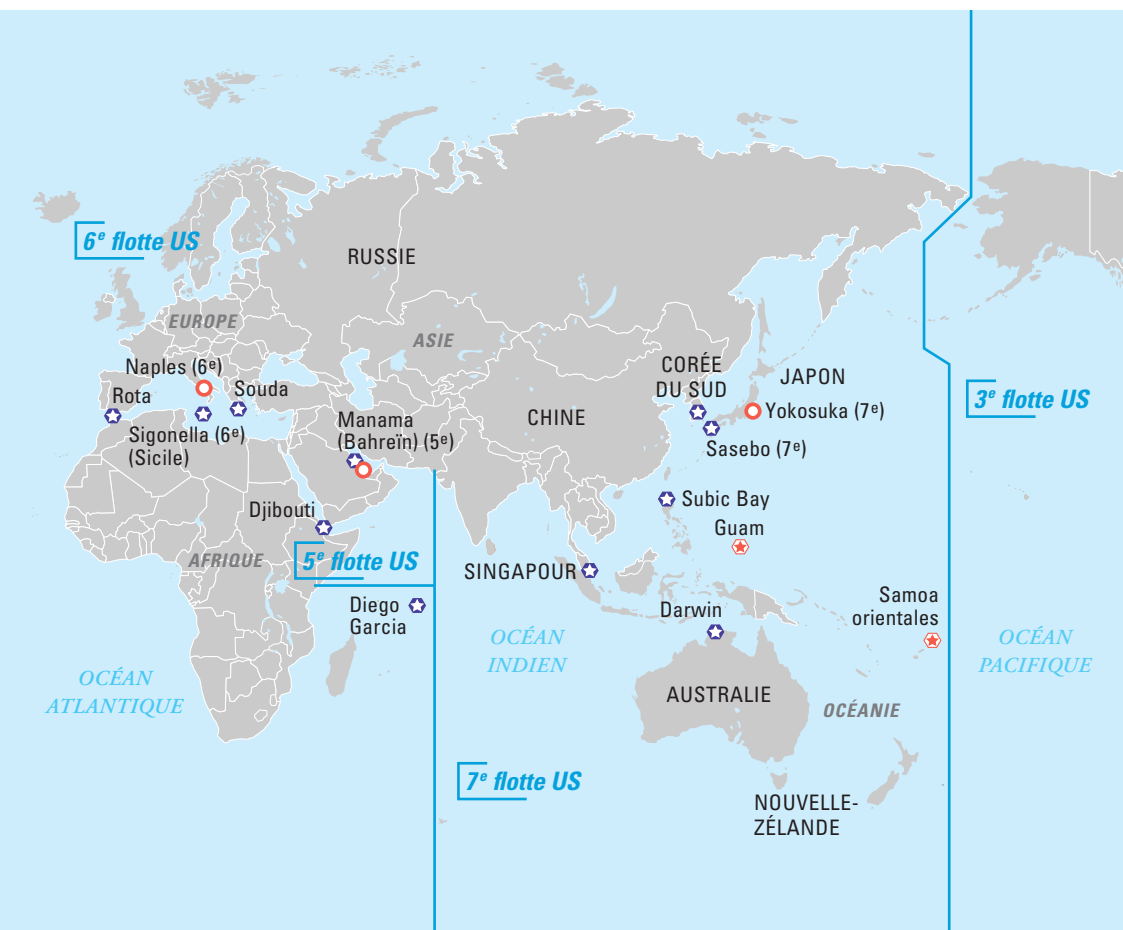 6e flotte US
RUSSIE
EUROPE
ASIE
Naples (6e)
Rota
Souda
Sigonella (6e)
(Sicile)
Manama
(Bahreïn) (5e)
CHINE
CORÉE
DU SUD
JAPON
Yokosuka (7e)
Sasebo (7e)
3e flotte US
Djibouti
Subic Bay
Guam
AFRIQUE
5e flotte US
SINGAPOUR
Diego
Garcia
Darwin
Samoa
orientales
OCÉAN
INDIEN
OCÉAN
PACIFIQUE
OCÉAN
ATLANTIQUE
AUSTRALIE
OCÉANIE
7e flotte US
NOUVELLE-
ZÉLANDE